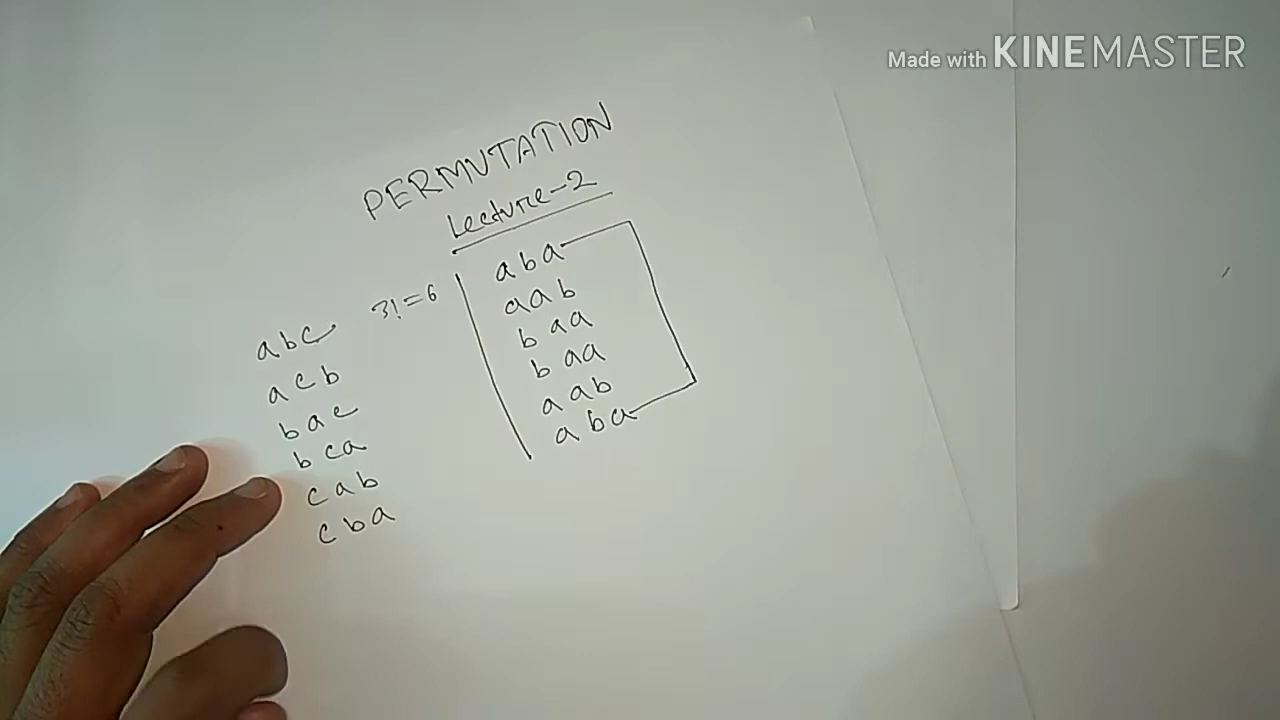 Made with KINEMASTER
PERMUTATION
Lecture-2
3!=6
abc
acb
bac
bca
cab
cba
aba
aab
baa
baa
aab
aba